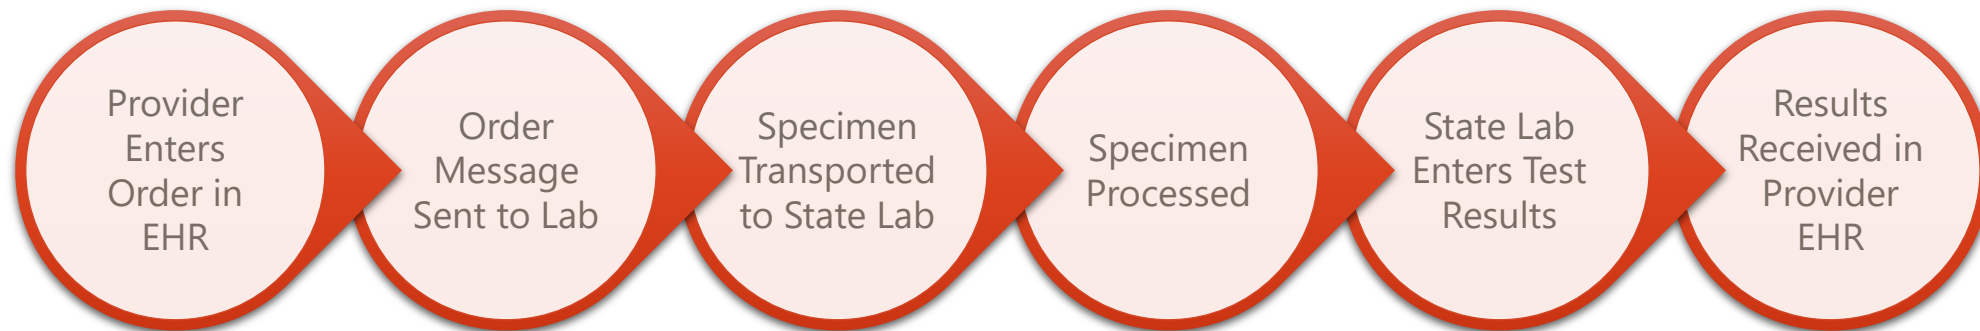 Provider
Enters
Order in
EHR
Order
Message
Sent to Lab
Specimen
Transported
to State Lab
Specimen
Processed
State Lab
Enters Test
Results
Results
Received in
Provider
EHR